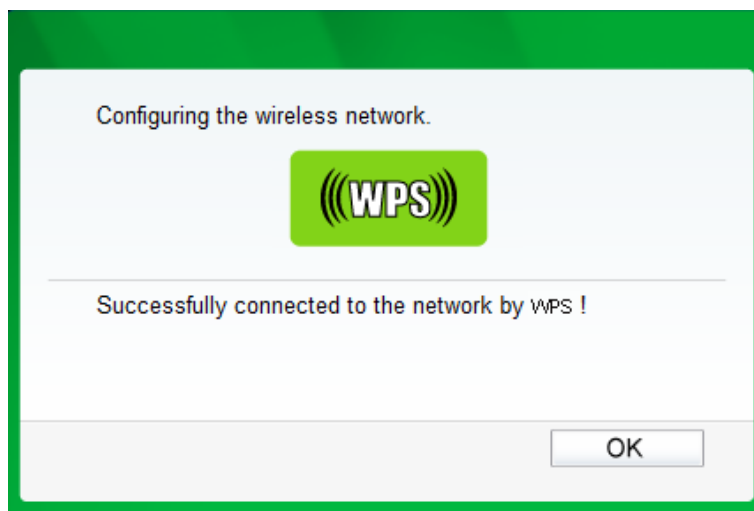 Configuring the wireless network.
WPS
Successfully connected to the network by WPS !
OK